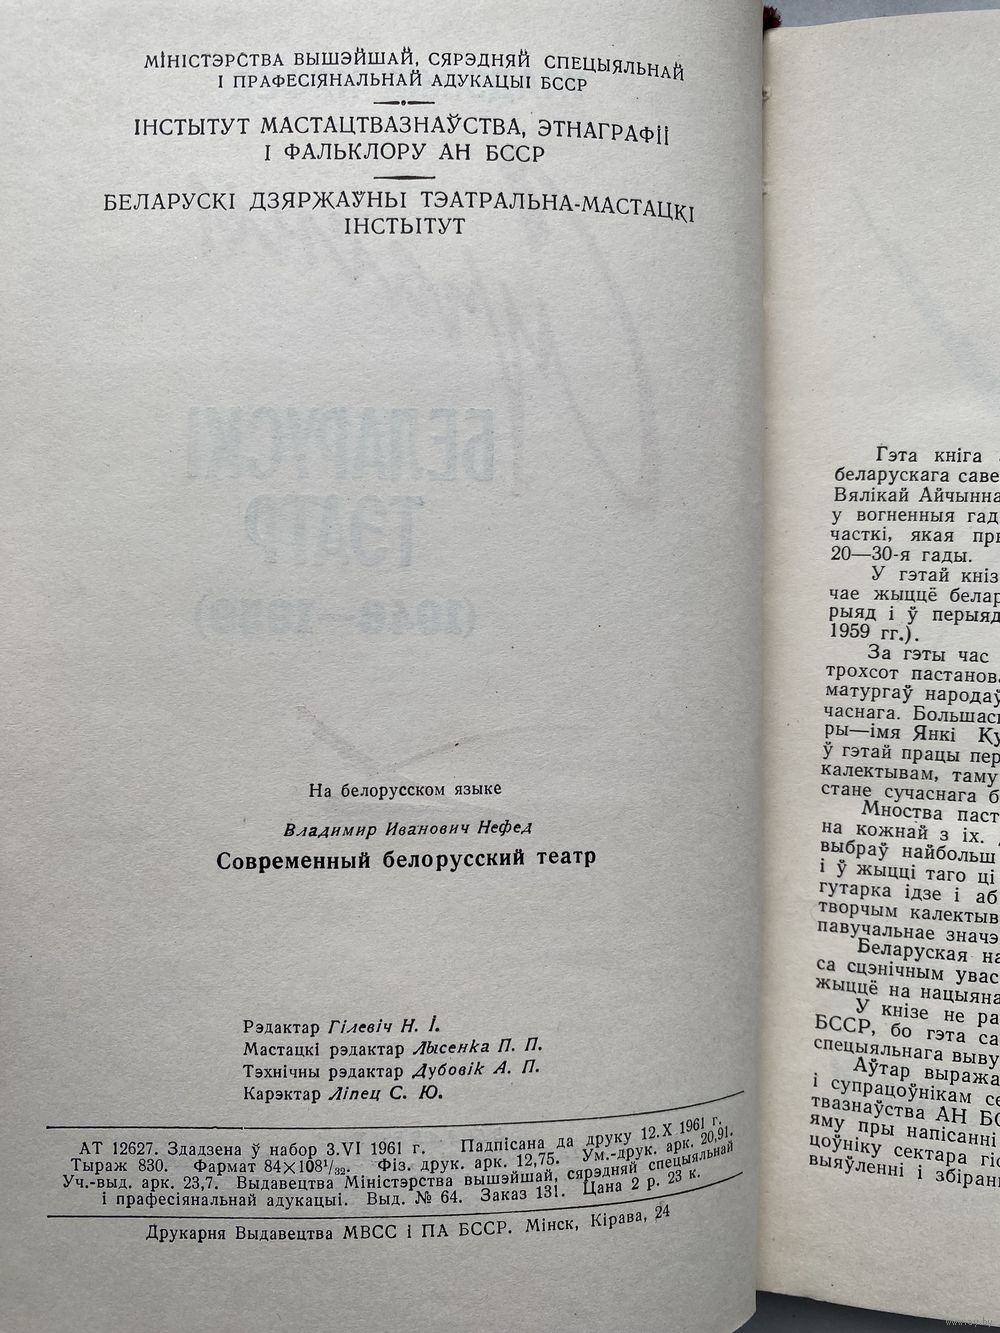 МІНІСТЭРСТВА ВЫШЭЙШАЙ, СЯРЭДНЯЙ СПЕЦЫЯЛЬНАЙ
І ПРАФЕСІЯНАЛЬНАЙ АДУКАЦЫІ БССР
ІНСТЫТУТ МАСТАЦТВАЗНАЎСТВА, ЭТНАГРАФІІ
І ФАЛЬКЛОРУ АН БССР
БЕЛАРУСКІ ДЗЯРЖАЎНЫ ТЭАТРАЛЬНА-МАСТАЦКІ
ІНСТЫТУТ
БЕЛАРУСКІ
ТЭАТР
На белорусском языке
Владимир Иванович Нефед
Современный белорусский театр
Рэдактар Гілевіч Н. І.
Мастацкі рэдактар Лысенка П. П.
Тэхнічны рэдактар Дубовік А. П.
Карэктар Ліпец С. Ю.
АТ 12627. Здадзена ў набор 3.VI 1961 г. Падпісана да друку 12.X 1961 г.
Тыраж 830. Фармат 84×108¹/₃₂. Фіз. друк. арк. 12,75. Ум.-друк. арк. 20,91.
Уч.-выд. арк. 23,7. Выдавецтва Міністэрства вышэйшай, сярэдняй спецыяльнай
і прафесіянальнай адукацыі. Выд. № 64. Заказ 131. Цана 2 р. 23 к.
Друкарня Выдавецтва МВСС і ПА БССР. Мінск, Кірава, 24
Гэта кніга
беларускага саве
Вялікай Айчынна
у вогненныя гад
часткі, якая пры
20—30-я гады.
У гэтай кніз
чае жыццё белар
рыяд і ў перыяд
1959 гг.).
За гэты час
трохсот пастанов
матургаў народаў
часнага. Большасц
ры—імя Янкі Ку
ў гэтай працы пер
калектывам, таму
стане сучаснага б
Мноства паст
на кожнай з іх.
выбраў найбольш
і ў жыцці таго ці
гутарка ідзе і аб
творчым калектыв
павучальнае значэ
Беларуская на
са сцэнічным увас
жыццё на нацыяна
У кнізе не ра
БССР, бо гэта са
спецыяльнага выву
Аўтар выража
і супрацоўнікам се
твазнаўства АН БС
яму пры напісанні
цоўніку сектара гіс
выяўленні і збіранн